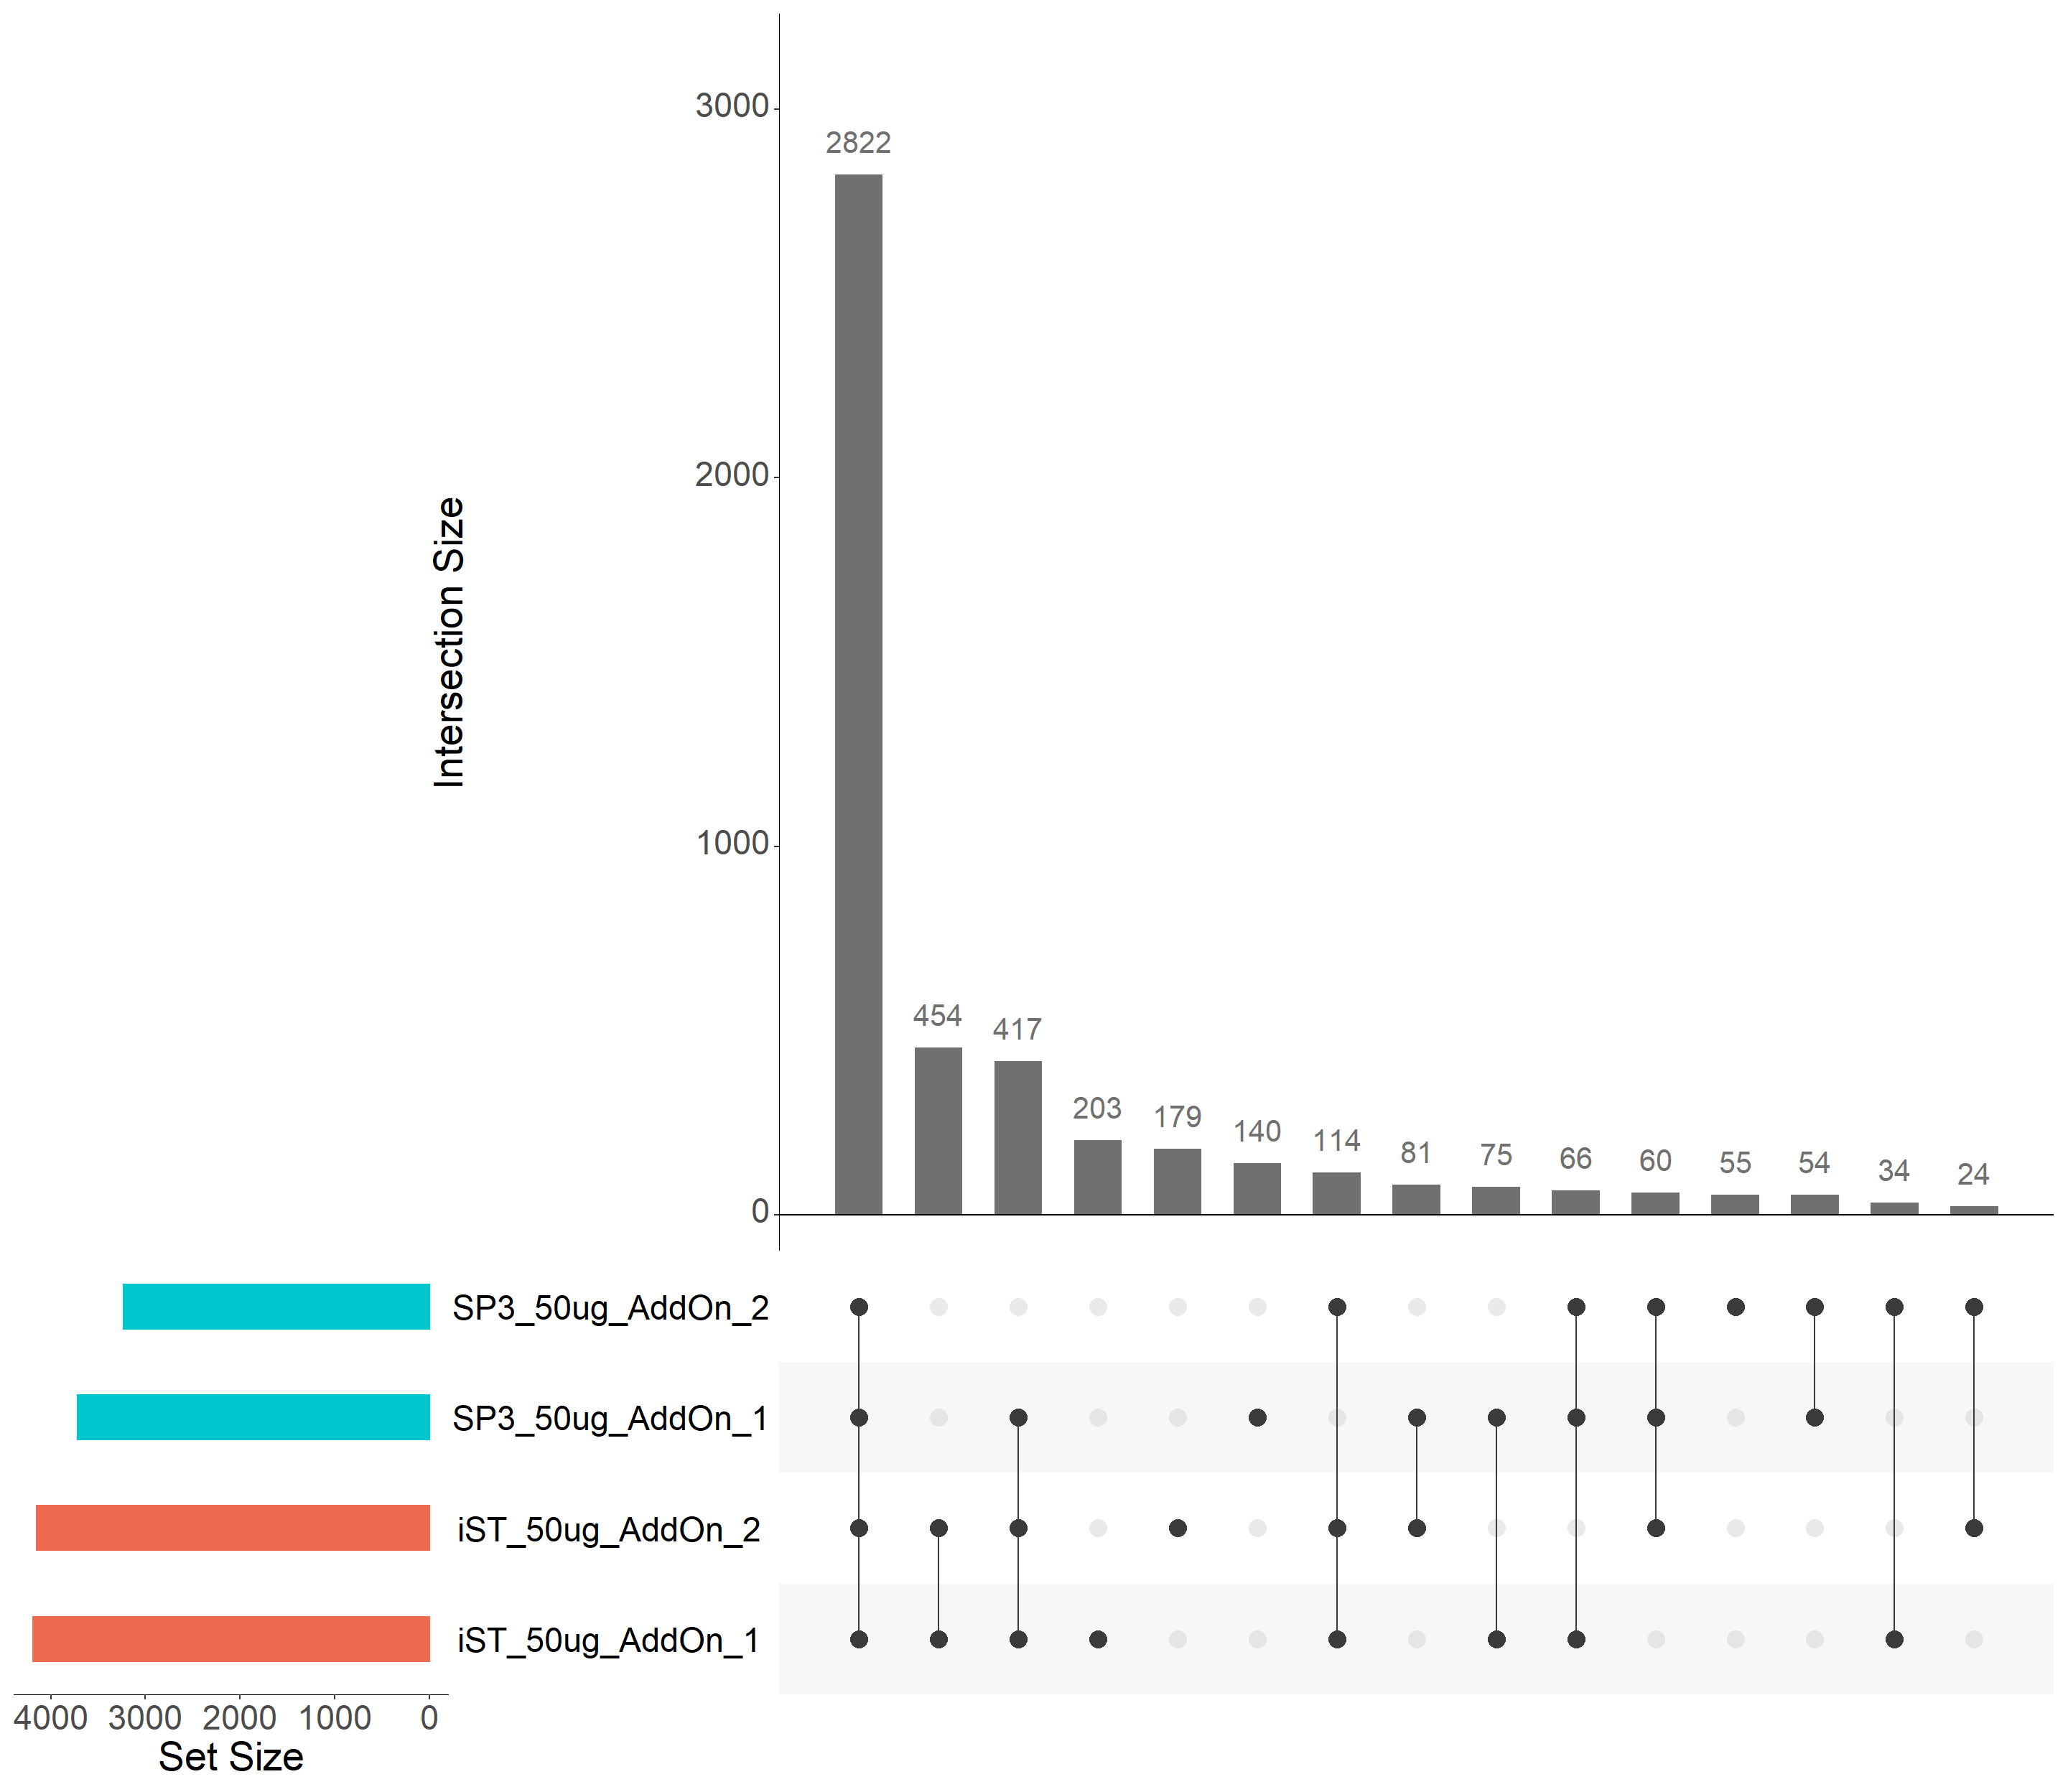 3000
2822
2000
Intersection Size
1000
454
417
203
179
140
114
81
75
66
60
55
54
34
24
0
SP3_50ug_AddOn_2
SP3_50ug_AddOn_1
iST_50ug_AddOn_2
iST_50ug_AddOn_1
4000 3000 2000 1000 0
Set Size